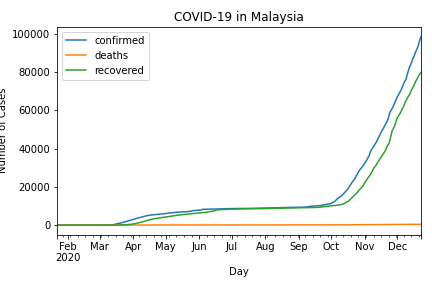 COVID-19 in Malaysia
confirmed
deaths
recovered
100000
80000
60000
40000
20000
0
Number of Cases
Feb Mar Apr May Jun Jul Aug Sep Oct Nov Dec
2020
Day